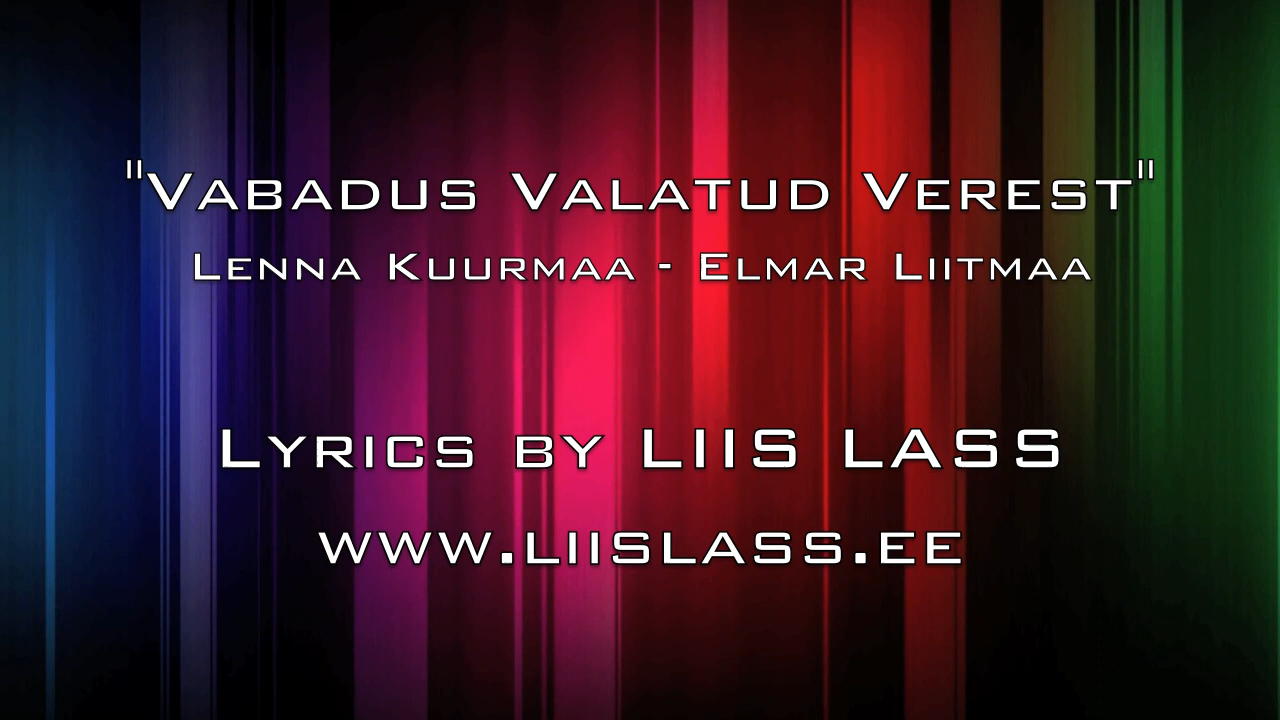 "Vabadus Valatud Verest"
Lenna Kuurmaa - Elmar Liitmaa
Lyrics by LIIS LASS
www.liislass.ee